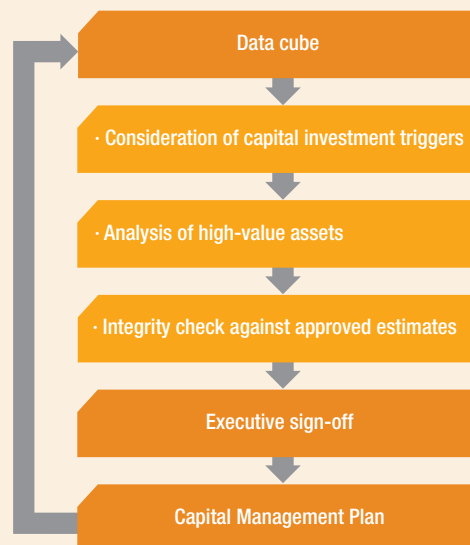 Data cube
· Consideration of capital investment triggers
· Analysis of high-value assets
· Integrity check against approved estimates
Executive sign-off
Capital Management Plan